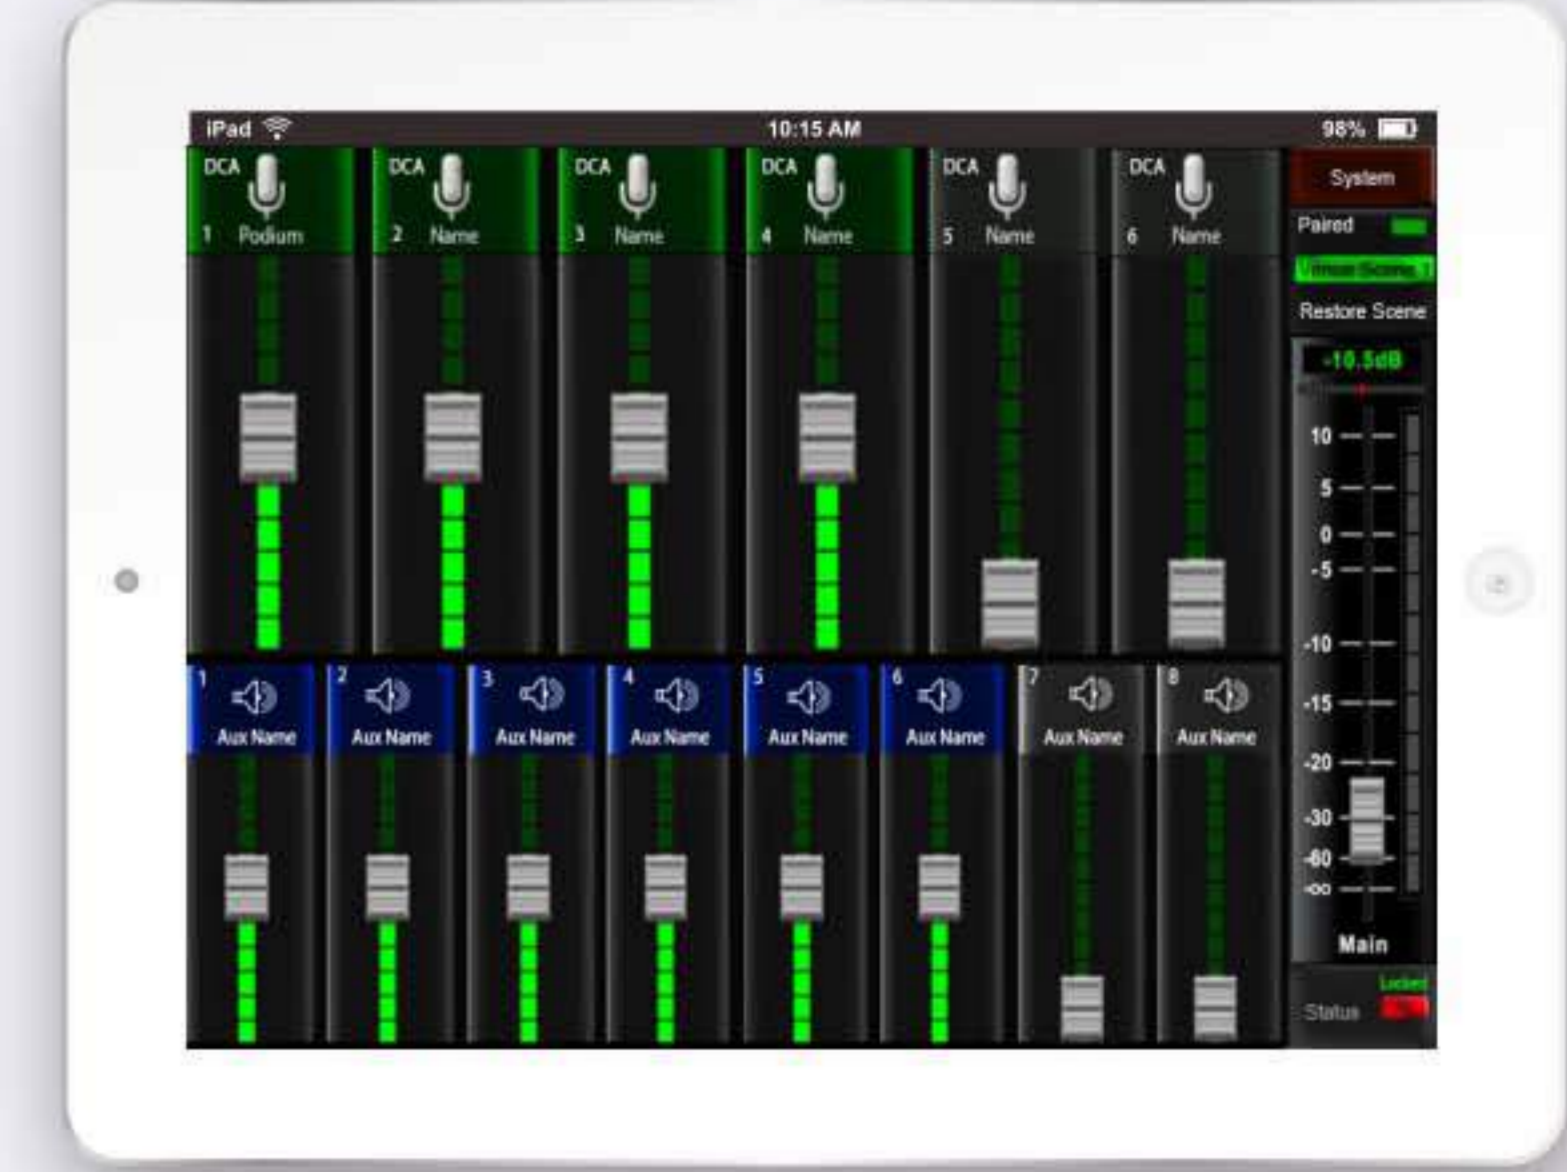 iPad 10:15 AM 98%
DCA DCA DCA DCA DCA DCA System
1 Podium 2 Name 3 Name 4 Name 5 Name 6 Name
Paired
Restore Scene
-10.5dB
10
5
0
-5
-10
-15
-20
-30
-60
-∞
Main
Locked
Status
1 2 3 4 5 6 7 8
Aux Name Aux Name Aux Name Aux Name Aux Name Aux Name Aux Name Aux Name